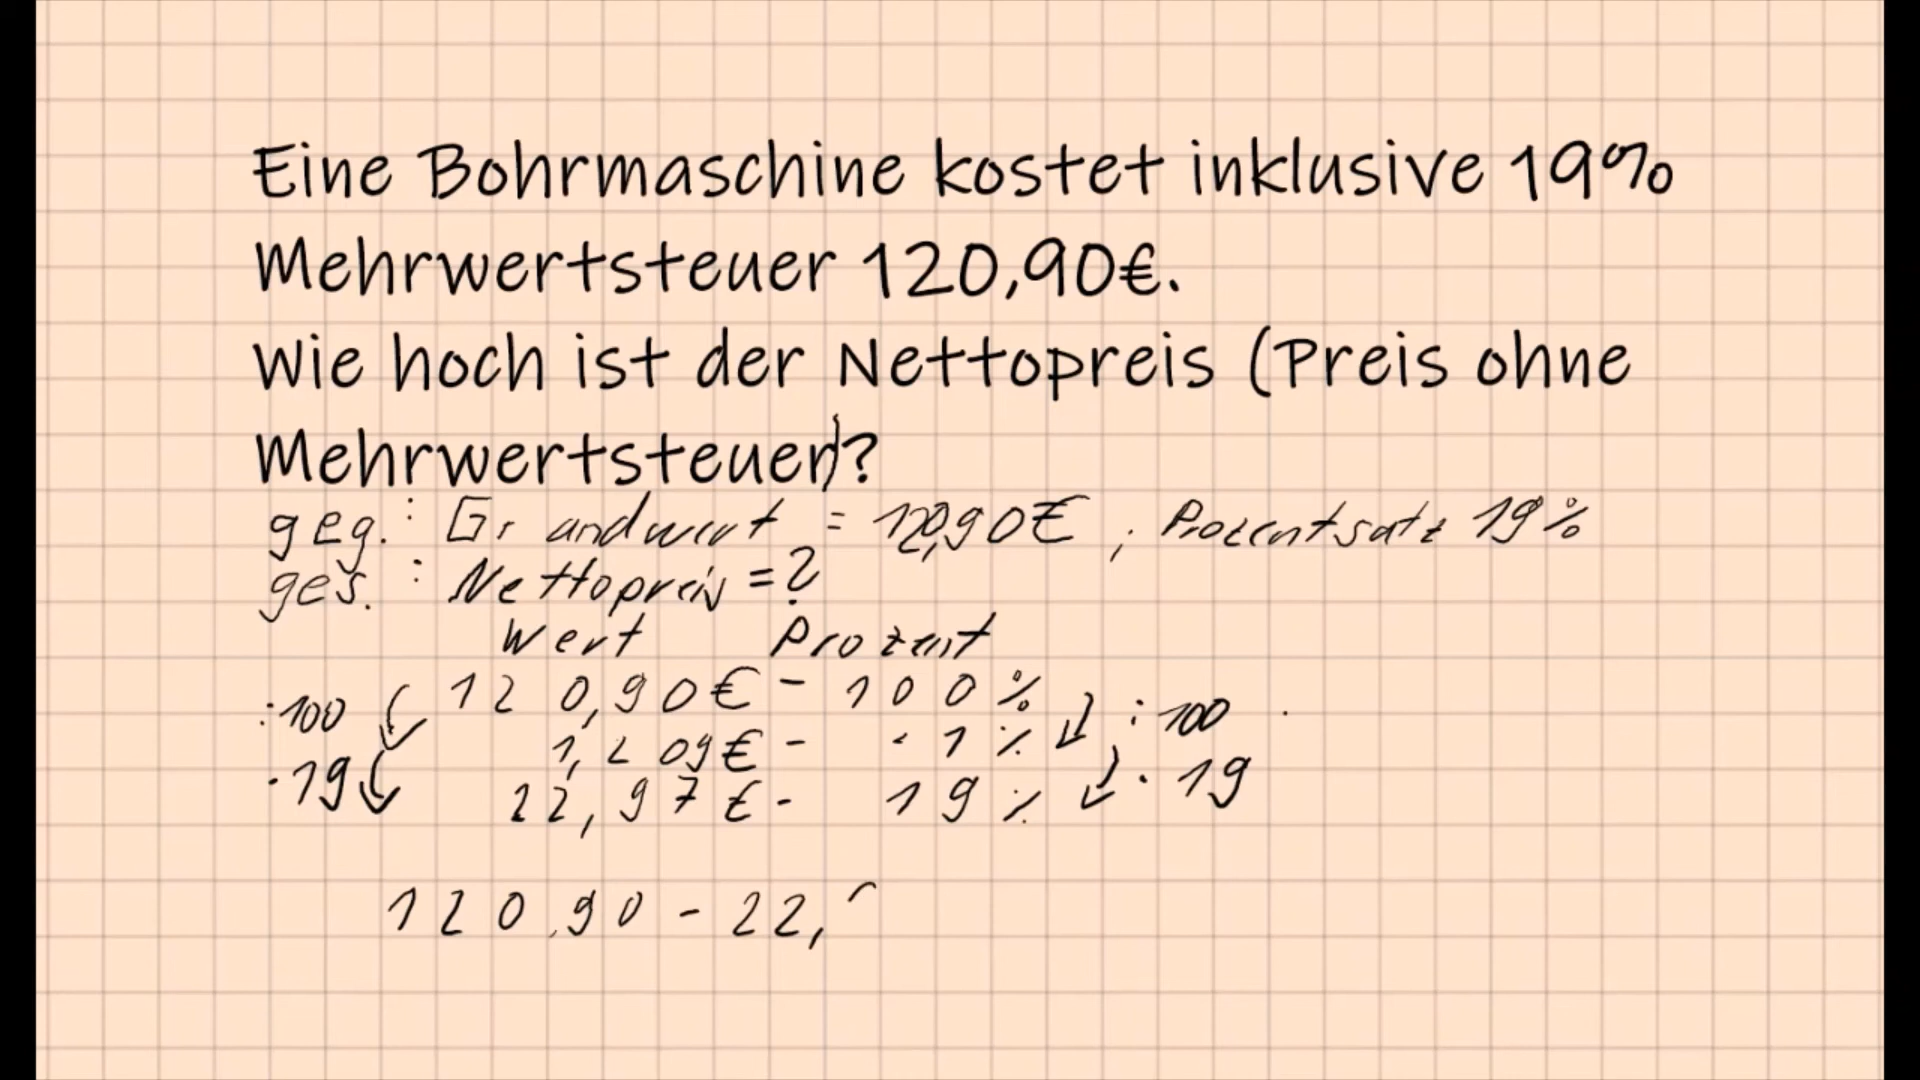 Eine Bohrmaschine kostet inklusive 19%
Mehrwertsteuer 120,90€.
Wie hoch ist der Nettopreis (Preis ohne
Mehrwertsteuer)?
geg.: Grundwert = 120,90€ ; Prozentsatz 19%
ges.: Nettopreis = ?
Wert Prozent
:100 120,90€ - 100% :100
1,209€ - 1%
·19 22,97€ - 19% ·19
120,90 - 22,